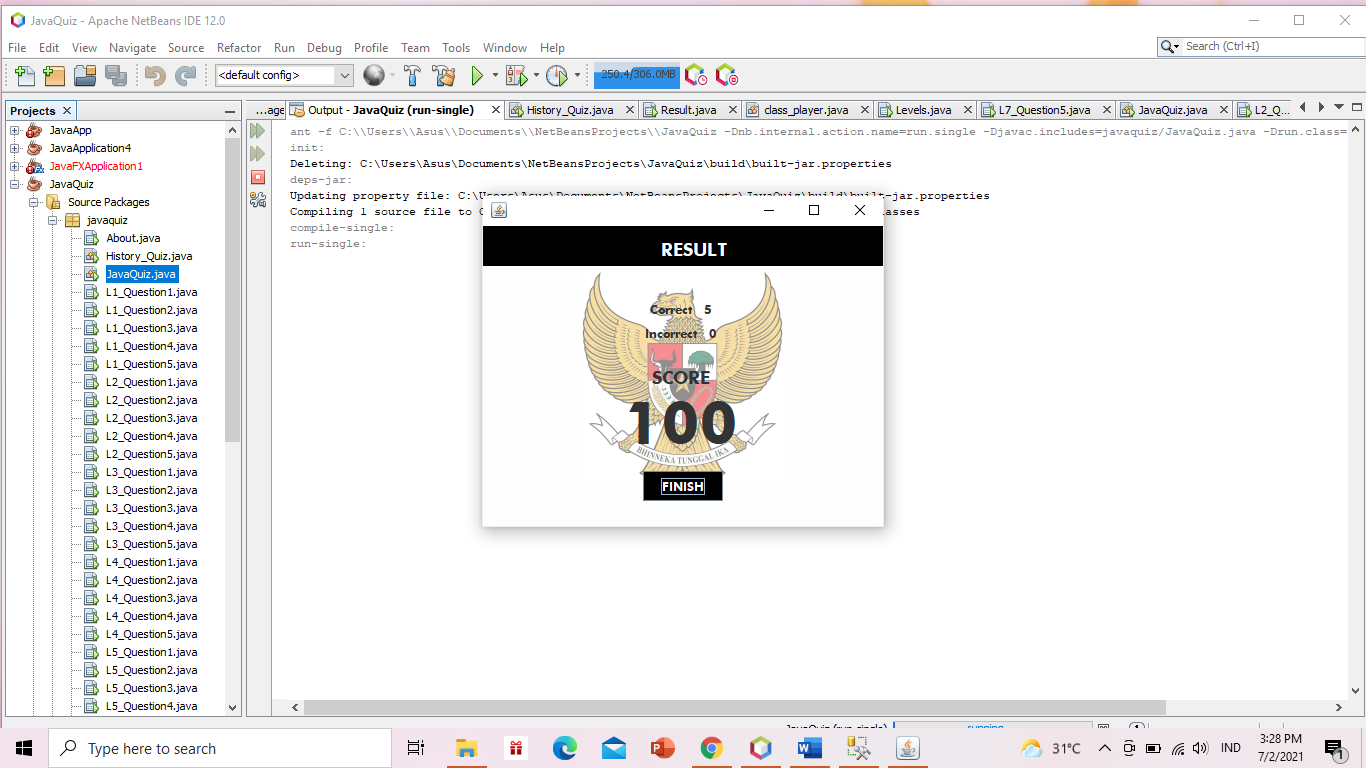 JavaQuiz - Apache NetBeans IDE 12.0
File Edit View Navigate Source Refactor Run Debug Profile Team Tools Window Help
Search (Ctrl+I)
<default config>
250.4/306.0MB
Projects
...age
Output - JavaQuiz (run-single)
History_Quiz.java
Result.java
class_player.java
Levels.java
L7_Question5.java
JavaQuiz.java
L2_Q...
JavaApp
JavaApplication4
JavaFXApplication1
JavaQuiz
Source Packages
javaquiz
About.java
History_Quiz.java
JavaQuiz.java
L1_Question1.java
L1_Question2.java
L1_Question3.java
L1_Question4.java
L1_Question5.java
L2_Question1.java
L2_Question2.java
L2_Question3.java
L2_Question4.java
L2_Question5.java
L3_Question1.java
L3_Question2.java
L3_Question3.java
L3_Question4.java
L3_Question5.java
L4_Question1.java
L4_Question2.java
L4_Question3.java
L4_Question4.java
L4_Question5.java
L5_Question1.java
L5_Question2.java
L5_Question3.java
L5_Question4.java
ant -f C:\\Users\\Asus\\Documents\\NetBeansProjects\\JavaQuiz -Dnb.internal.action.name=run.single -Djavac.includes=javaquiz/JavaQuiz.java -Drun.class=
init:
Deleting: C:\Users\Asus\Documents\NetBeansProjects\JavaQuiz\build\built-jar.properties
deps-jar:
Updating property file: C:\Users\Asus\Documents\NetBeansProjects\JavaQuiz\build\built-jar.properties
Compiling 1 source file to C lasses
compile-single:
run-single:
RESULT
Correct 5
Incorrect 0
SCORE
100
BHINNEKA TUNGGAL IKA
FINISH
JavaQuiz (run-single)
running...
Type here to search
31°C
IND
3:28 PM
7/2/2021
1